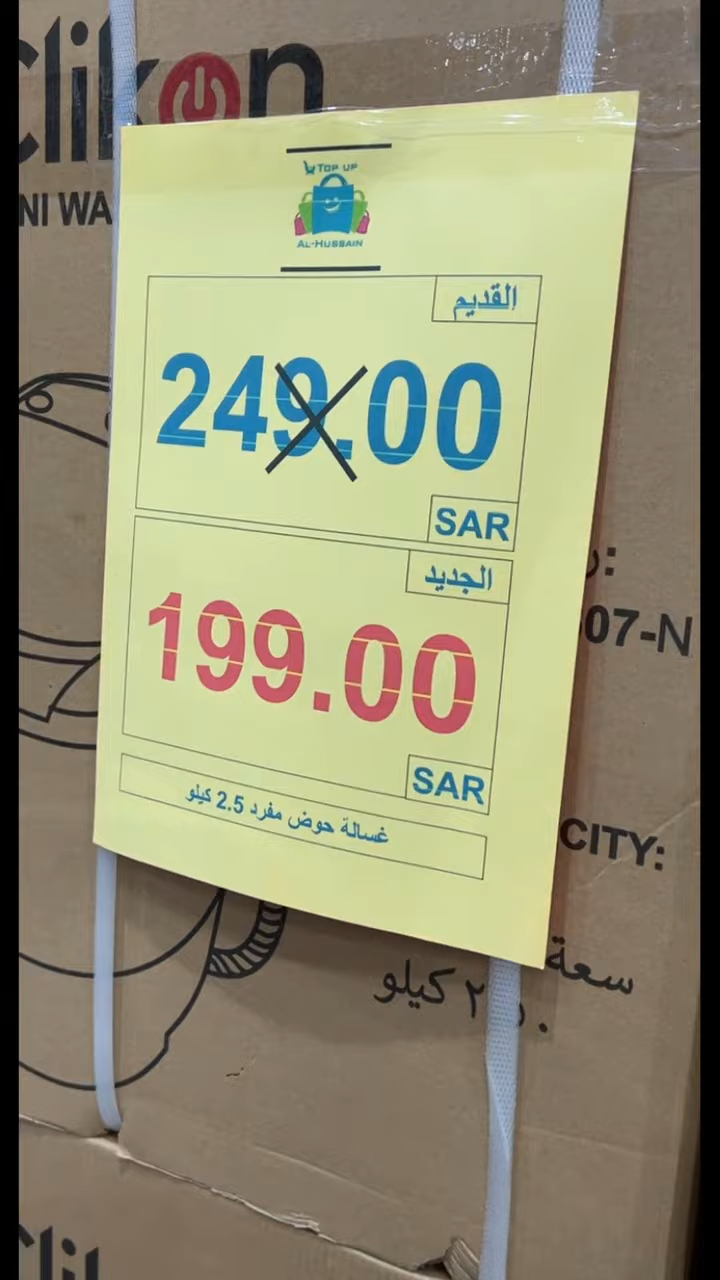 clikon
NI WA
TOP UP
AL-HUSSAIN
القديم
249.00
SAR
الجديد
199.00
SAR
غسالة حوض مفرد 2.5 كيلو
07-N
CITY:
سعة
كيلو